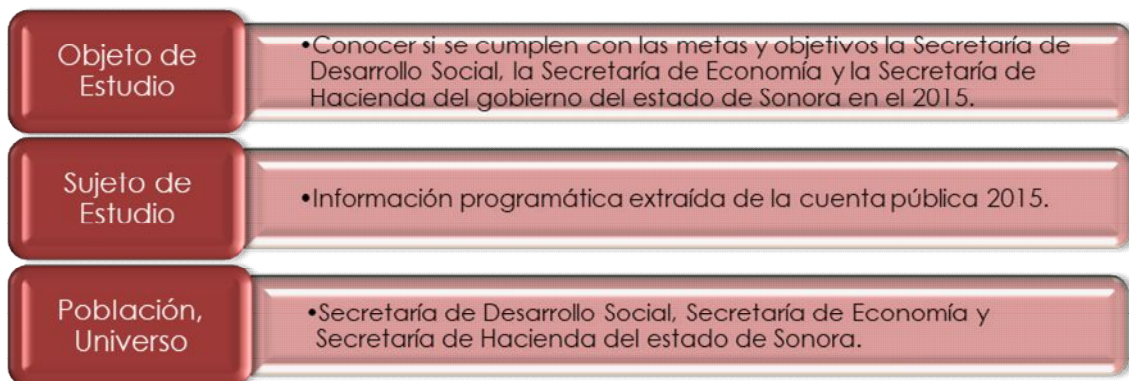 Objeto de
Estudio
•Conocer si se cumplen con las metas y objetivos la Secretaría de
Desarrollo Social, la Secretaría de Economía y la Secretaría de
Hacienda del gobierno del estado de Sonora en el 2015.
Sujeto de
Estudio
•Información programática extraída de la cuenta pública 2015.
Población,
Universo
•Secretaría de Desarrollo Social, Secretaría de Economía y
Secretaría de Hacienda del estado de Sonora.